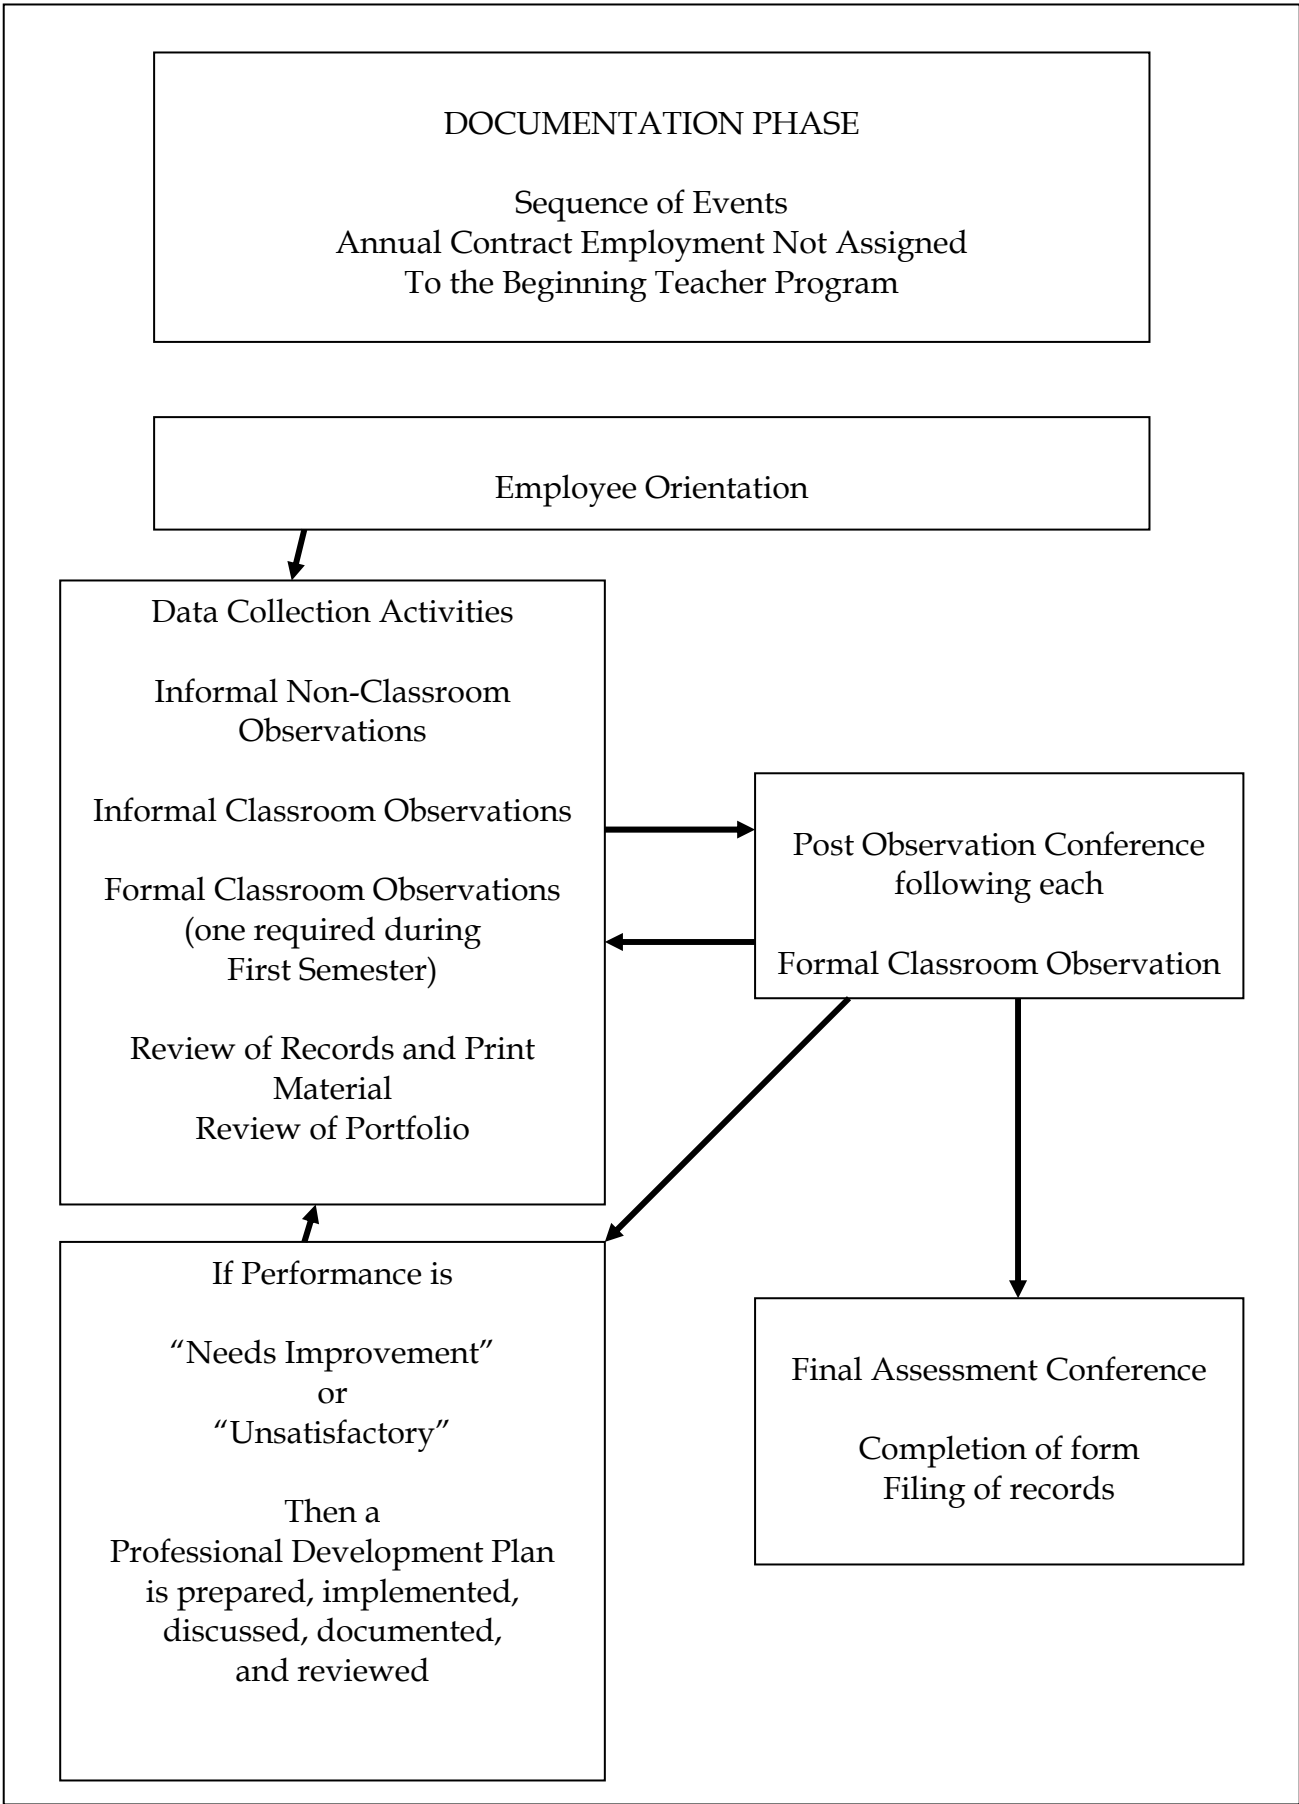 DOCUMENTATION PHASE
Sequence of Events
Annual Contract Employment Not Assigned
To the Beginning Teacher Program
Employee Orientation
Data Collection Activities
Informal Non-Classroom
Observations
Informal Classroom Observations
Formal Classroom Observations
(one required during
First Semester)
Review of Records and Print
Material
Review of Portfolio
Post Observation Conference
following each
Formal Classroom Observation
If Performance is
“Needs Improvement”
or
“Unsatisfactory”
Then a
Professional Development Plan
is prepared, implemented,
discussed, documented,
and reviewed
Final Assessment Conference
Completion of form
Filing of records